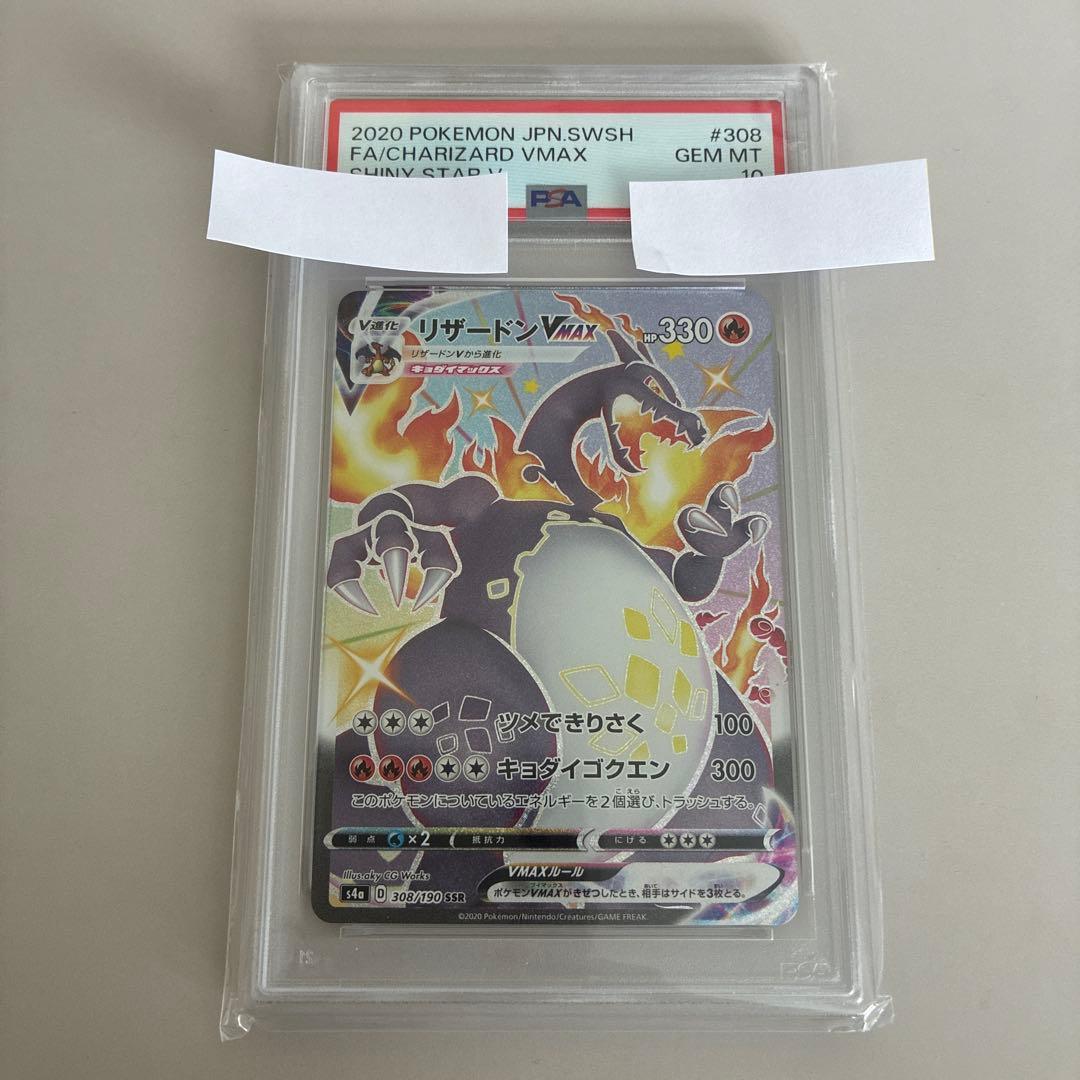 2020 POKEMON JPN.SWSH #308
FA/CHARIZARD VMAX GEM MT
SHINY STAR V 10
PSA
V進化
リザードンVMAX HP330
リザードンVから進化
キョダイマックス
ツメできりさく 100
キョダイゴクエン 300
このポケモンについているエネルギーを2個選び、トラッシュする。
弱点 ×2 抵抗力 にげる
Illus.aky CG Works
VMAXルール
ポケモンVMAXがきぜつしたとき、相手はサイドを3枚とる。
s4a D 308/190 SSR
©2020 Pokémon/Nintendo/Creatures/GAME FREAK.
PSA